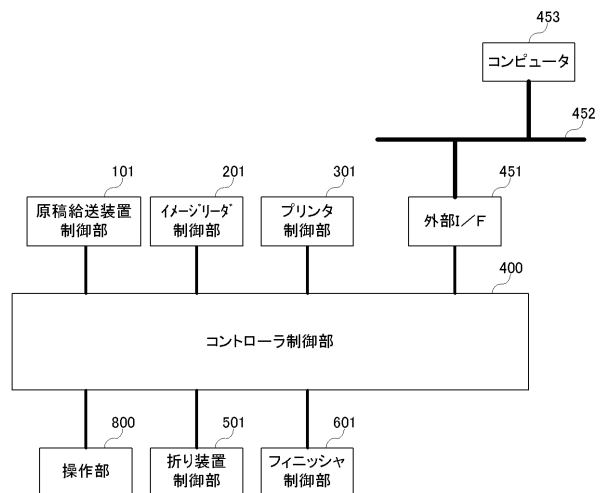 453
コンピュータ
452
101
201
301
451
原稿給送装置
制御部
ｲﾒｰｼﾞﾘｰﾀﾞ
制御部
プリンタ
制御部
外部I／F
400
コントローラ制御部
800
501
601
操作部
折り装置
制御部
フィニッシャ
制御部